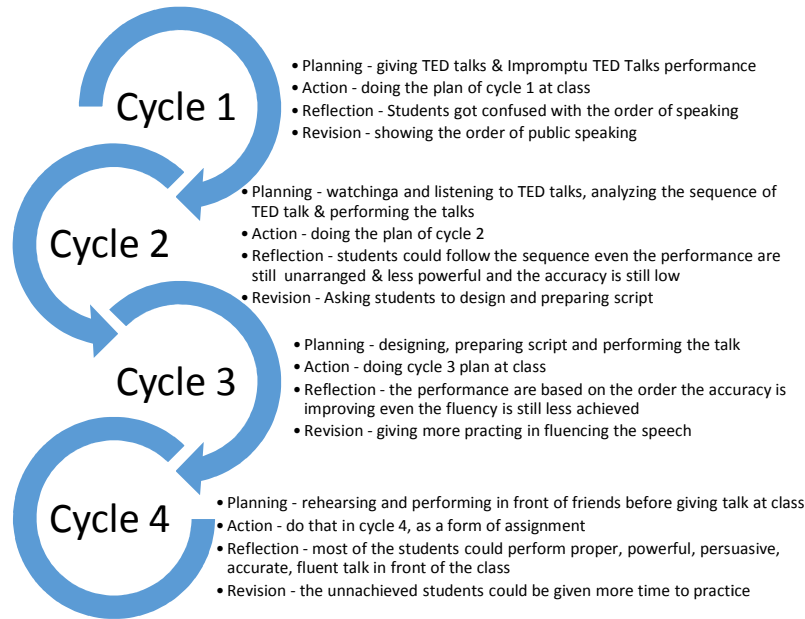 Cycle 1
• Planning - giving TED talks & Impromptu TED Talks performance
• Action - doing the plan of cycle 1 at class
• Reflection - Students got confused with the order of speaking
• Revision - showing the order of public speaking
Cycle 2
• Planning - watchinga and listening to TED talks, analyzing the sequence of
TED talk & performing the talks
• Action - doing the plan of cycle 2
• Reflection - students could follow the sequence even the performance are
still unarranged & less powerful and the accuracy is still low
• Revision - Asking students to design and preparing script
Cycle 3
• Planning - designing, preparing script and performing the talk
• Action - doing cycle 3 plan at class
• Reflection - the performance are based on the order the accuracy is
improving even the fluency is still less achieved
• Revision - giving more practing in fluencing the speech
Cycle 4
• Planning - rehearsing and performing in front of friends before giving talk at class
• Action - do that in cycle 4, as a form of assignment
• Reflection - most of the students could perform proper, powerful, persuasive,
accurate, fluent talk in front of the class
• Revision - the unnachieved students could be given more time to practice